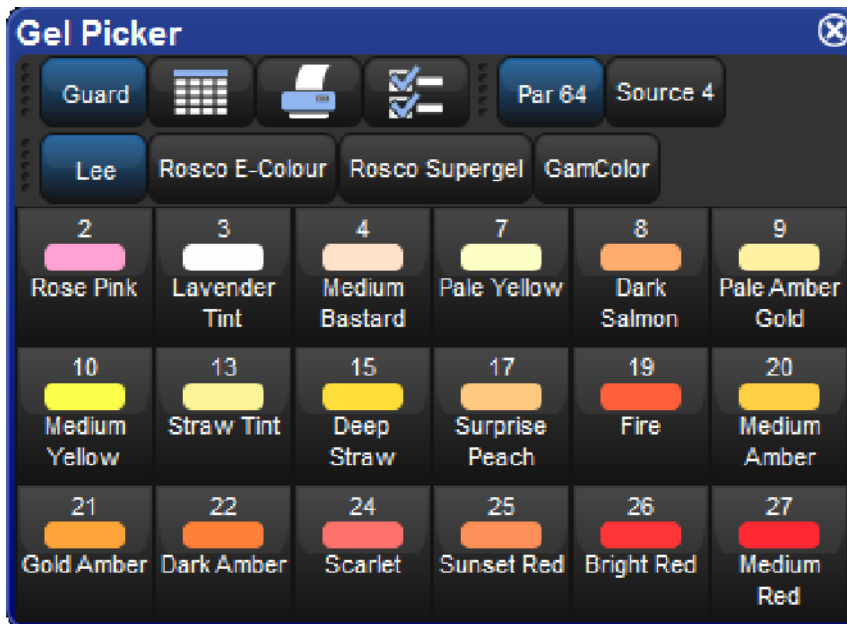 Gel Picker
Guard Par 64 Source 4
Lee Rosco E-Colour Rosco Supergel GamColor
2 3 4 7 8 9
Rose Pink Lavender Medium Pale Yellow Dark Pale Amber
Tint Bastard Salmon Gold
10 13 15 17 19 20
Medium Straw Tint Deep Surprise Fire Medium
Yellow Straw Peach Amber
21 22 24 25 26 27
Gold Amber Dark Amber Scarlet Sunset Red Bright Red Medium
Red